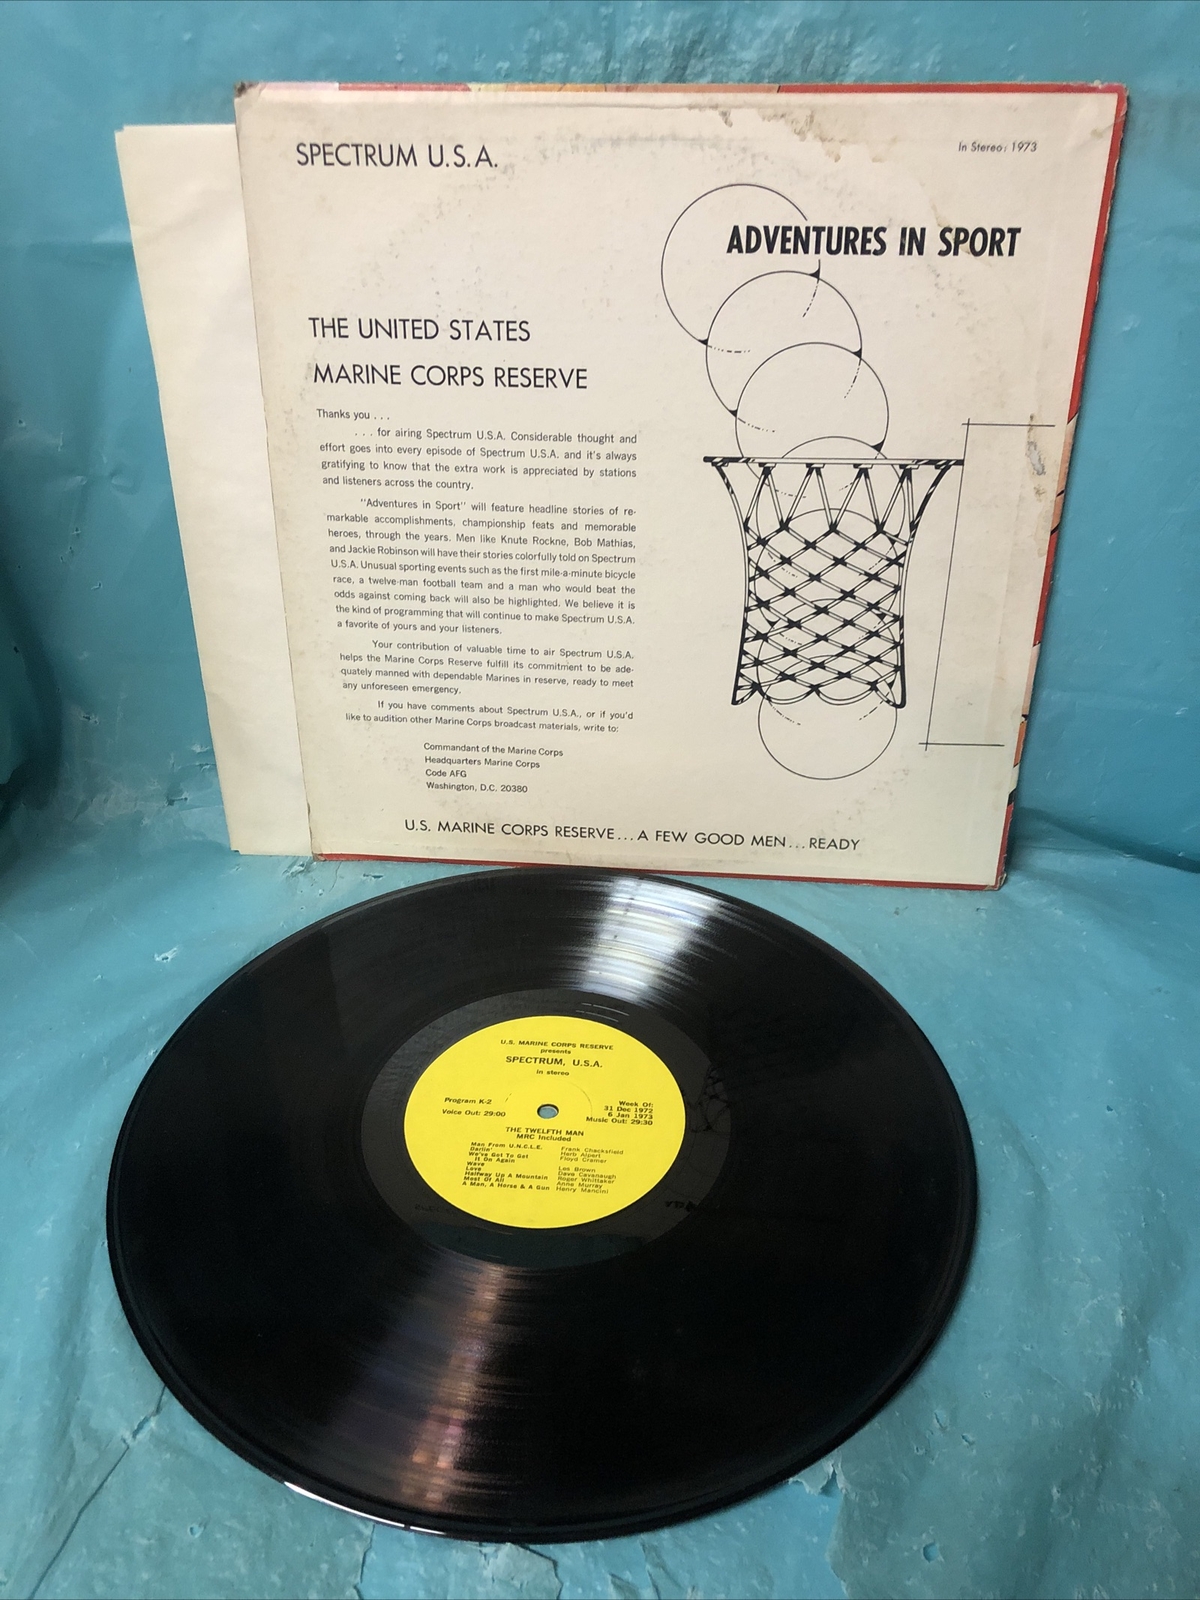 SPECTRUM U.S.A.
In Stereo: 1973
ADVENTURES IN SPORT
THE UNITED STATES
MARINE CORPS RESERVE
Thanks you . . .
. . . for airing Spectrum U.S.A. Considerable thought and
effort goes into every episode of Spectrum U.S.A. and it's always
gratifying to know that the extra work is appreciated by stations
and listeners across the country.
"Adventures in Sport" will feature headline stories of re-
markable accomplishments, championship feats and memorable
heroes, through the years. Men like Knute Rockne, Bob Mathias,
and Jackie Robinson will have their stories colorfully told on Spectrum
U.S.A. Unusual sporting events such as the first mile-a-minute bicycle
race, a twelve-man football team and a man who would beat the
odds against coming back will also be highlighted. We believe it is
the kind of programming that will continue to make Spectrum U.S.A.
a favorite of yours and your listeners.
Your contribution of valuable time to air Spectrum U.S.A.
helps the Marine Corps Reserve fulfill its commitment to be ade-
quately manned with dependable Marines in reserve, ready to meet
any unforeseen emergency.
If you have comments about Spectrum U.S.A., or if you'd
like to audition other Marine Corps broadcast materials, write to:
Commandant of the Marine Corps
Headquarters Marine Corps
Code AFG
Washington, D.C. 20380
U.S. MARINE CORPS RESERVE...A FEW GOOD MEN...READY
U.S. MARINE CORPS RESERVE
presents
SPECTRUM, U.S.A.
in stereo
Program K-2
Voice Out: 29:00
Week Of:
31 Dec 1972
6 Jan 1973
Music Out: 29:30
THE TWELFTH MAN
MRC Included
Man From U.N.C.L.E. Frank Chacksfield
Darlin' Herb Alpert
We've Got To Get Floyd Cramer
It On Again
Wave Les Brown
Love Dave Cavanaugh
Halfway Up A Mountain Roger Whittaker
Most Of All Anne Murray
A Man, A Horse & A Gun Henry Mancini